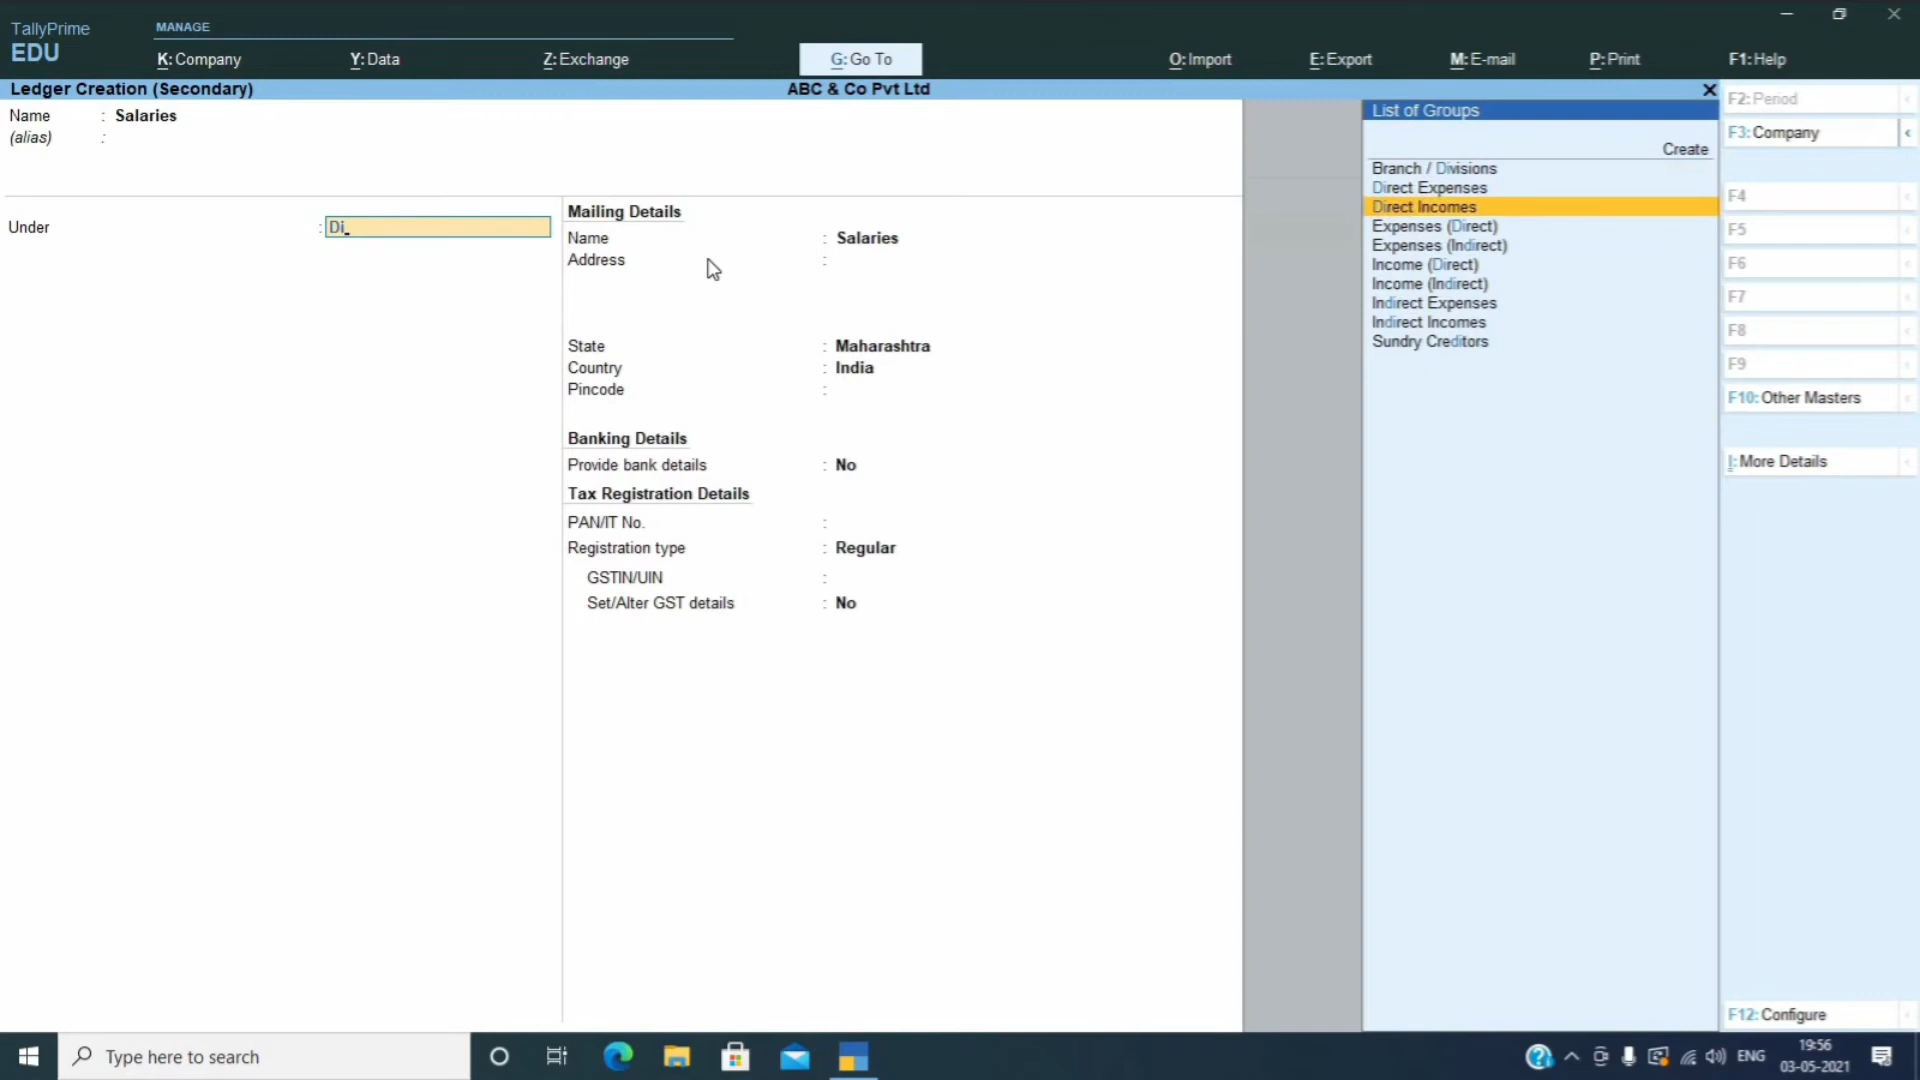 TallyPrime
EDU
MANAGE
K: Company
Y: Data
Z: Exchange
G: Go To
O: Import
E: Export
M: E-mail
P: Print
F1: Help
Ledger Creation (Secondary)
ABC & Co Pvt Ltd
Name : Salaries
(alias) :
Under : Di
Mailing Details
Name : Salaries
Address :
State : Maharashtra
Country : India
Pincode :
Banking Details
Provide bank details : No
Tax Registration Details
PAN/IT No. :
Registration type : Regular
GSTIN/UIN :
Set/Alter GST details : No
List of Groups
Create
Branch / Divisions
Direct Expenses
Direct Incomes
Expenses (Direct)
Expenses (Indirect)
Income (Direct)
Income (Indirect)
Indirect Expenses
Indirect Incomes
Sundry Creditors
F2: Period
F3: Company
F4
F5
F6
F7
F8
F9
F10: Other Masters
I: More Details
F12: Configure
Type here to search
ENG
19:56
03-05-2021